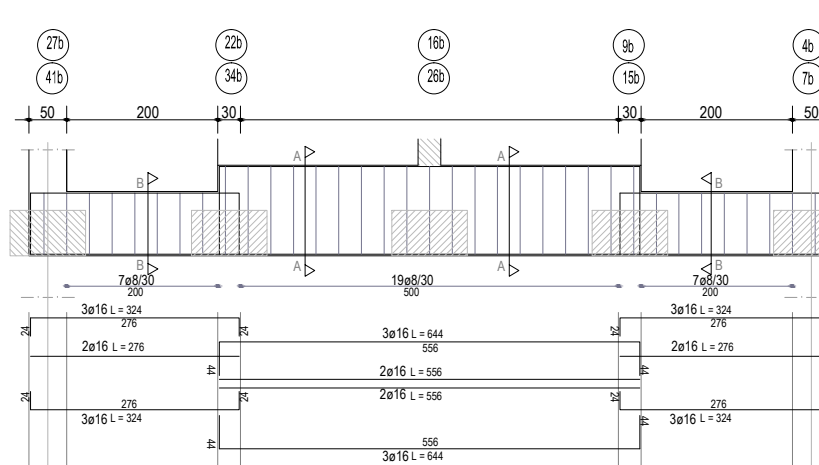 27b 22b 16b 9b 4b
41b 34b 26b 15b 7b
50 200 30 30 200 50
A A
B B
B A A B
7ø8/30 19ø8/30 7ø8/30
200 500 200
3ø16 L = 324 3ø16 L = 324
24 276 24 24 276
3ø16 L = 644
2ø16 L = 276 556 2ø16 L = 276
44 2ø16 L = 556 44
24 24 2ø16 L = 556 24
276 276
3ø16 L = 324 3ø16 L = 324
44 556 44
3ø16 L = 644